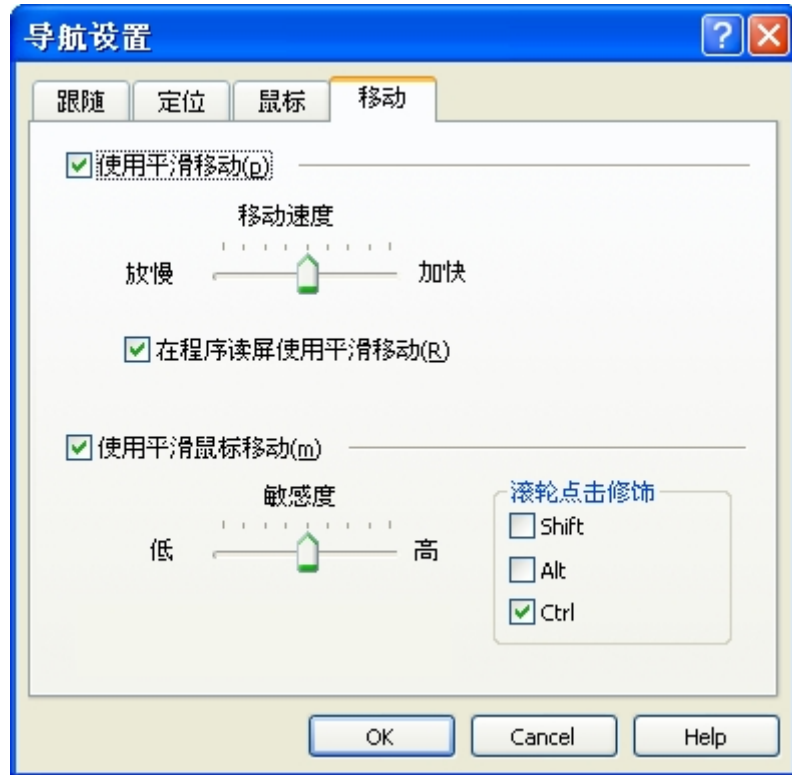 导航设置
跟随 定位 鼠标 移动
使用平滑移动(p)
移动速度
放慢 加快
在程序读屏使用平滑移动(R)
使用平滑鼠标移动(m)
敏感度
低 高
滚轮点击修饰
Shift
Alt
Ctrl
OK Cancel Help